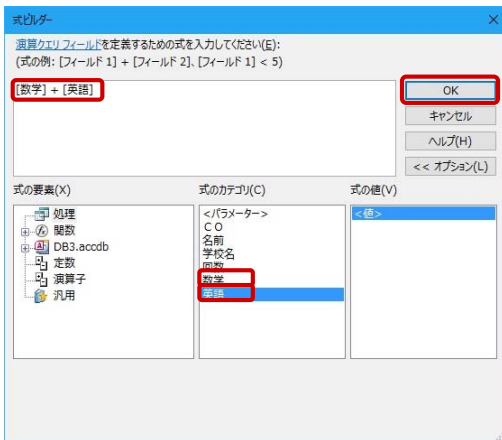 式ビルダー
演算クエリ フィールドを定義するための式を入力してください(E):
(式の例: [フィールド 1] + [フィールド 2]、[フィールド 1] < 5)
[数学] + [英語]
OK
キャンセル
ヘルプ(H)
<< オプション(L)
式の要素(X)
式のカテゴリ(C)
式の値(V)
処理
関数
DB3.accdb
定数
演算子
汎用
<パラメーター>
CO
名前
学校名
回数
数学
英語
<値>